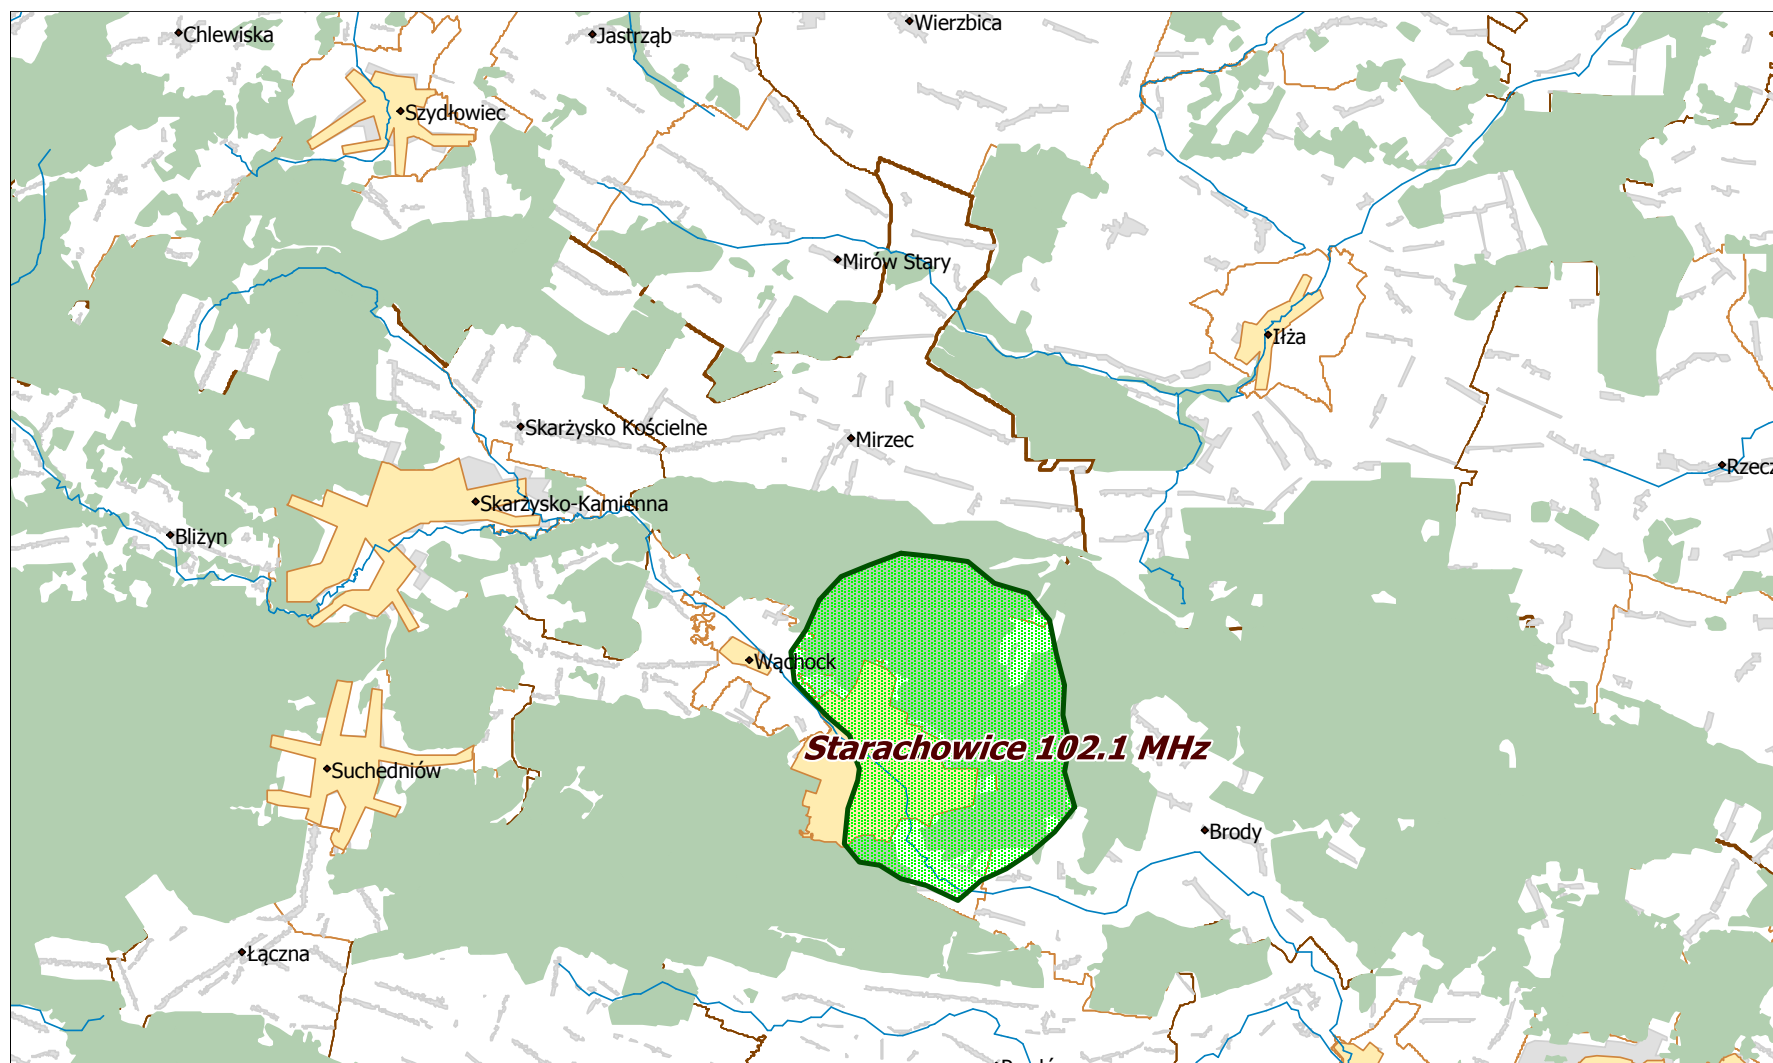 Chlewiska
Jastrząb
Wierzbica
Szydłowiec
Mirów Stary
Iłża
Skarżysko Kościelne
Mirzec
Rzecz
Skarżysko-Kamienna
Bliżyn
Wąchock
Starachowice 102.1 MHz
Suchedniów
Brody
Łączna